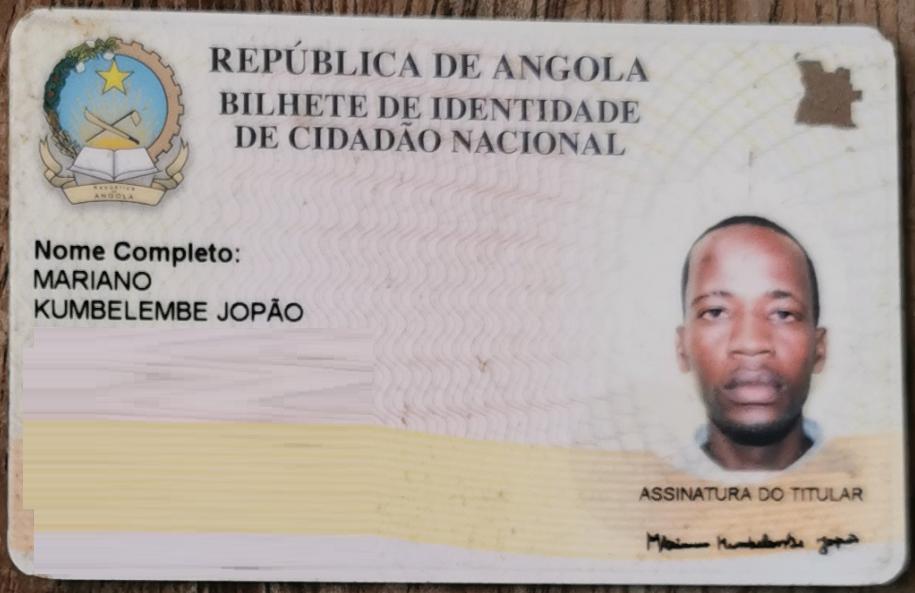 REPÚBLICA DE ANGOLA
BILHETE DE IDENTIDADE
DE CIDADÃO NACIONAL
República
de
ANGOLA
Nome Completo:
MARIANO
KUMBELEMBE JOPÃO
ASSINATURA DO TITULAR
Mariano Kumbelembe Jopão